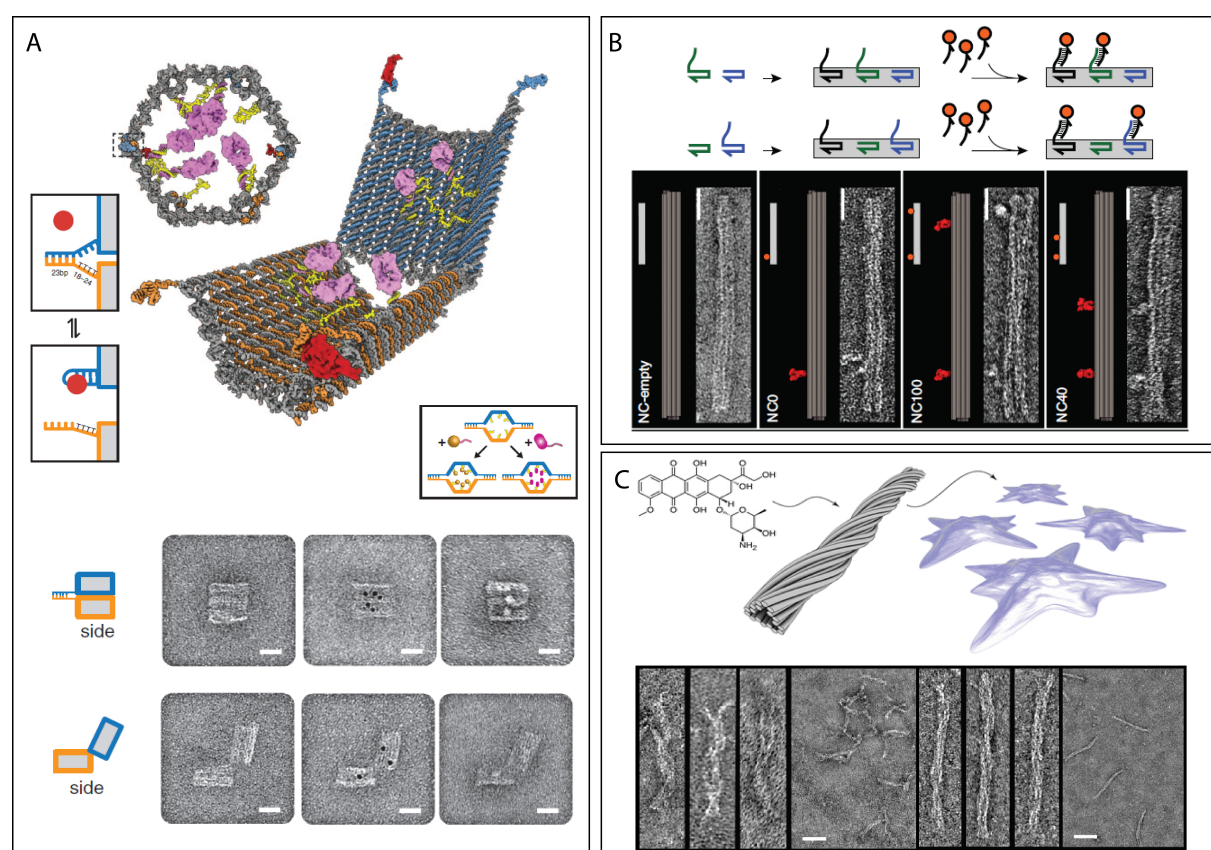 A
23bp
18–24
+
+
side
side
B
NC-empty
NC0
NC100
NC40
C
O
OH
O
OH
OH
O
O
OH
H
O
O
OH
NH₂